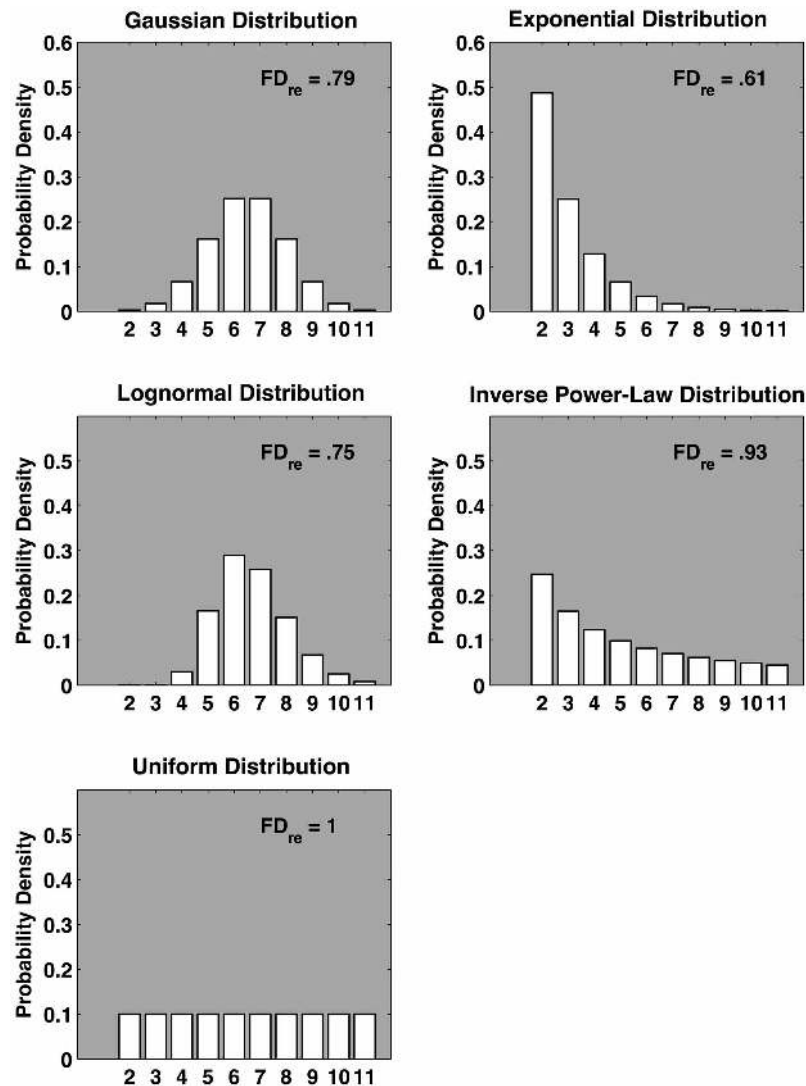 Gaussian Distribution
Probability Density
0.6
0.5
0.4
0.3
0.2
0.1
0
FDre = .79
2 3 4 5 6 7 8 9 10 11
Exponential Distribution
Probability Density
0.6
0.5
0.4
0.3
0.2
0.1
0
FDre = .61
2 3 4 5 6 7 8 9 10 11
Lognormal Distribution
Probability Density
0.5
0.4
0.3
0.2
0.1
0
FDre = .75
2 3 4 5 6 7 8 9 10 11
Inverse Power-Law Distribution
Probability Density
0.5
0.4
0.3
0.2
0.1
0
FDre = .93
2 3 4 5 6 7 8 9 10 11
Uniform Distribution
Probability Density
0.5
0.4
0.3
0.2
0.1
0
FDre = 1
2 3 4 5 6 7 8 9 10 11